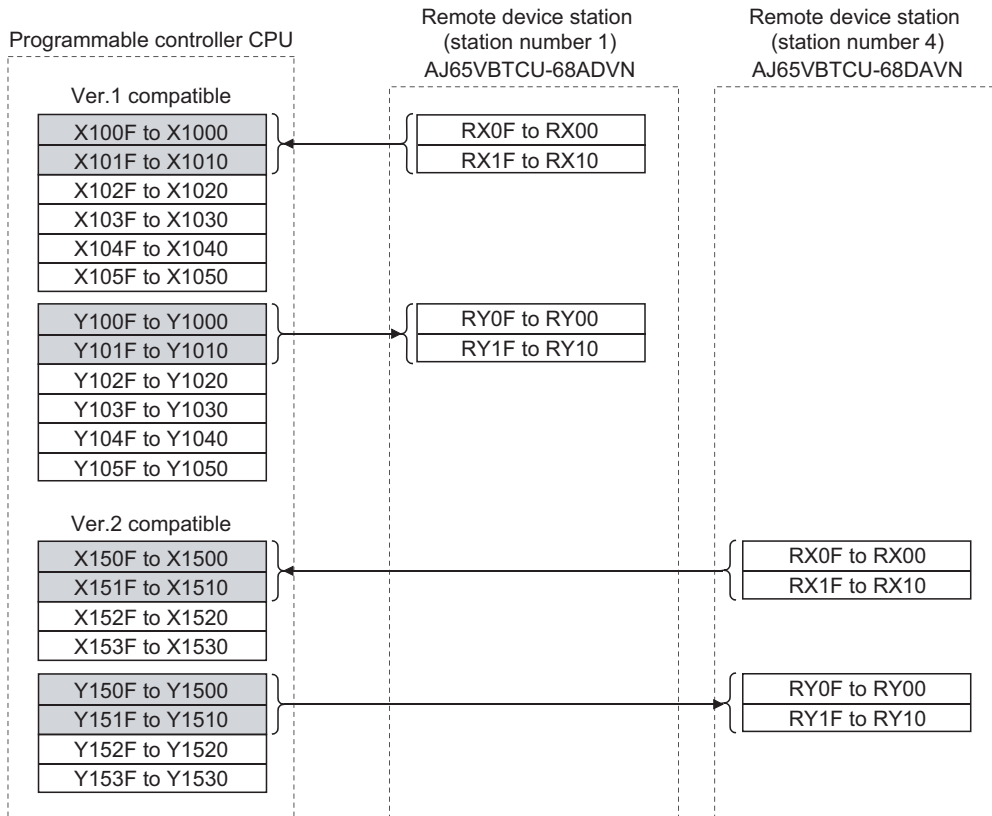 Programmable controller CPU
Remote device station
(station number 1)
AJ65VBTCU-68ADVN
Remote device station
(station number 4)
AJ65VBTCU-68DAVN
Ver.1 compatible
X100F to X1000
X101F to X1010
X102F to X1020
X103F to X1030
X104F to X1040
X105F to X1050
RX0F to RX00
RX1F to RX10
Y100F to Y1000
Y101F to Y1010
Y102F to Y1020
Y103F to Y1030
Y104F to Y1040
Y105F to Y1050
RY0F to RY00
RY1F to RY10
Ver.2 compatible
X150F to X1500
X151F to X1510
X152F to X1520
X153F to X1530
RX0F to RX00
RX1F to RX10
Y150F to Y1500
Y151F to Y1510
Y152F to Y1520
Y153F to Y1530
RY0F to RY00
RY1F to RY10